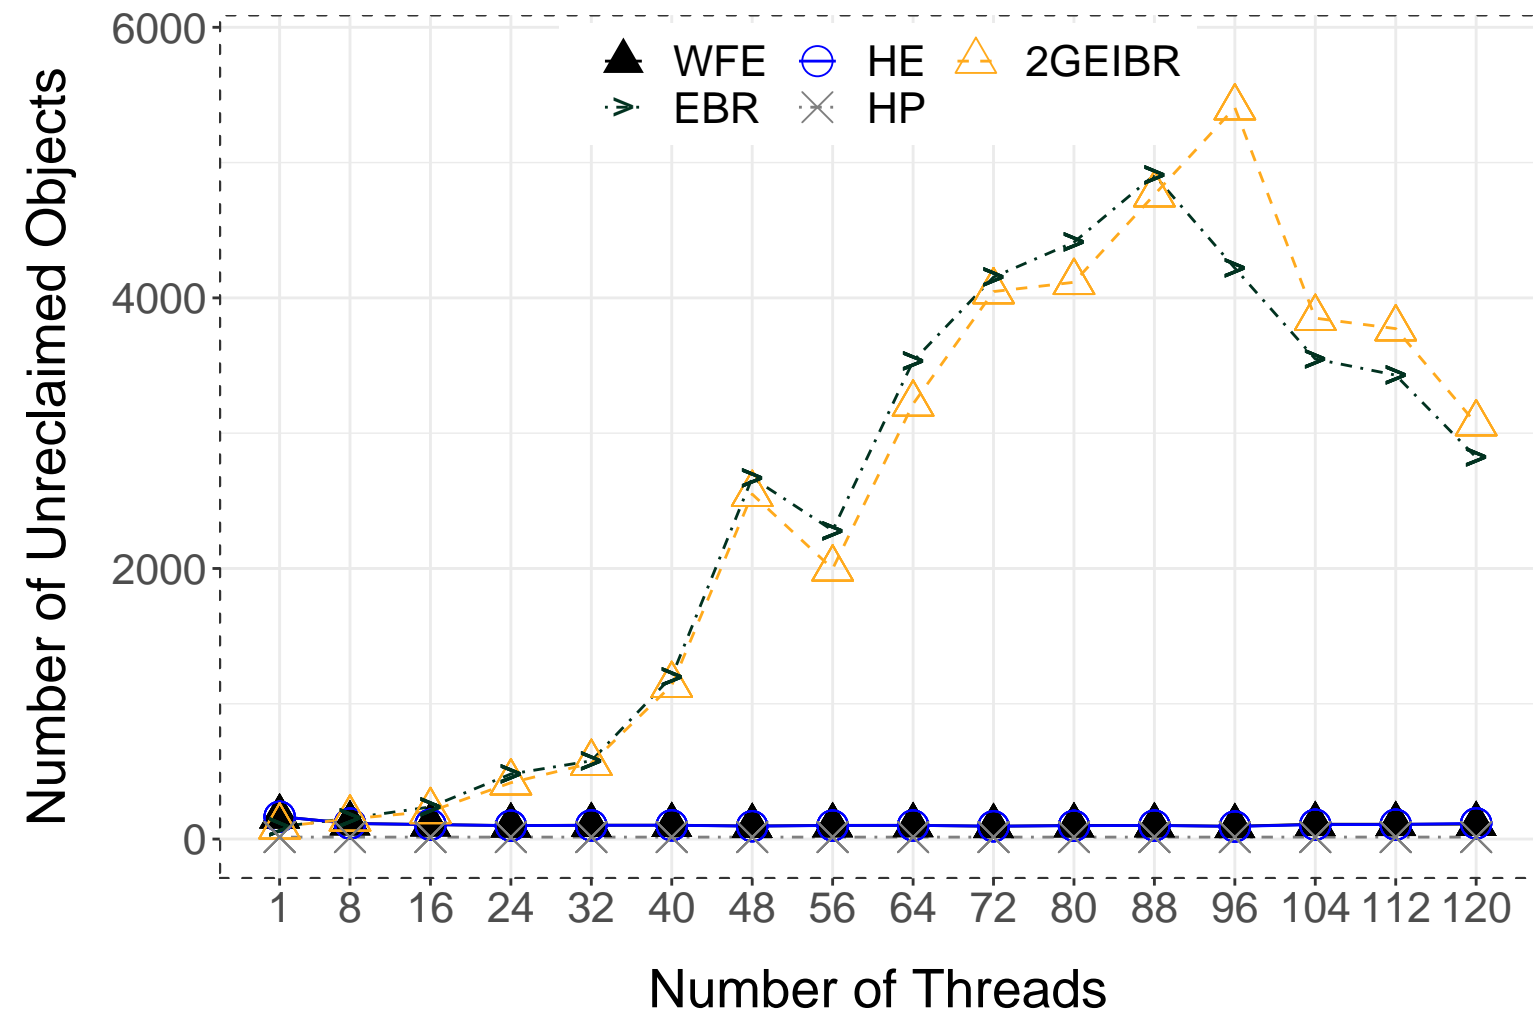 6000
4000
2000
0
Number of Unreclaimed Objects
WFE HE 2GEIBR
EBR HP
1 8 16 24 32 40 48 56 64 72 80 88 96 104 112 120
Number of Threads